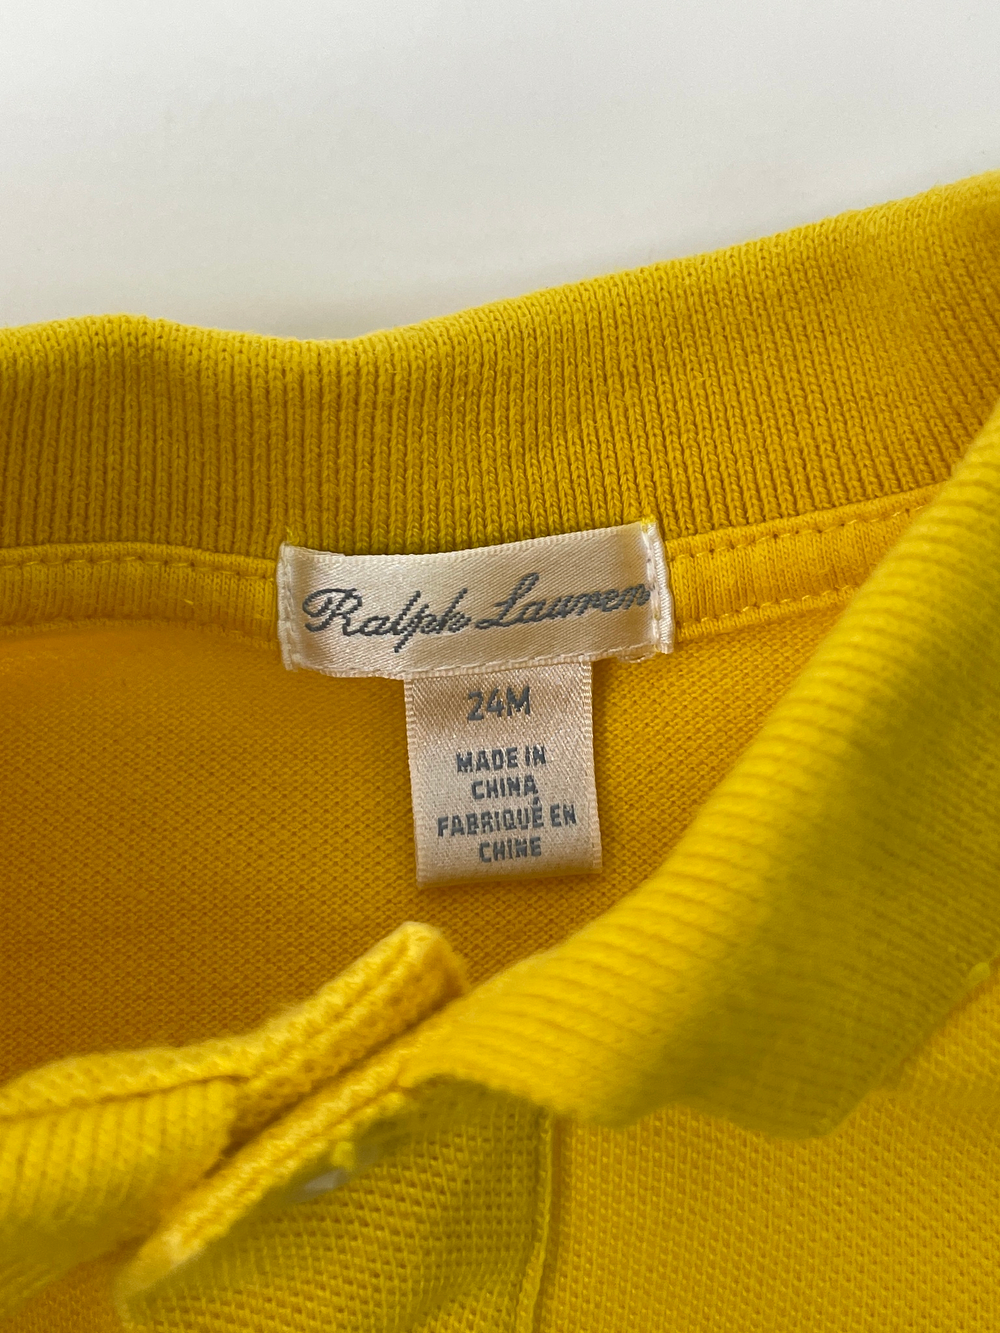 Ralph Lauren
24M
MADE IN
CHINA
FABRIQUÉ EN
CHINE